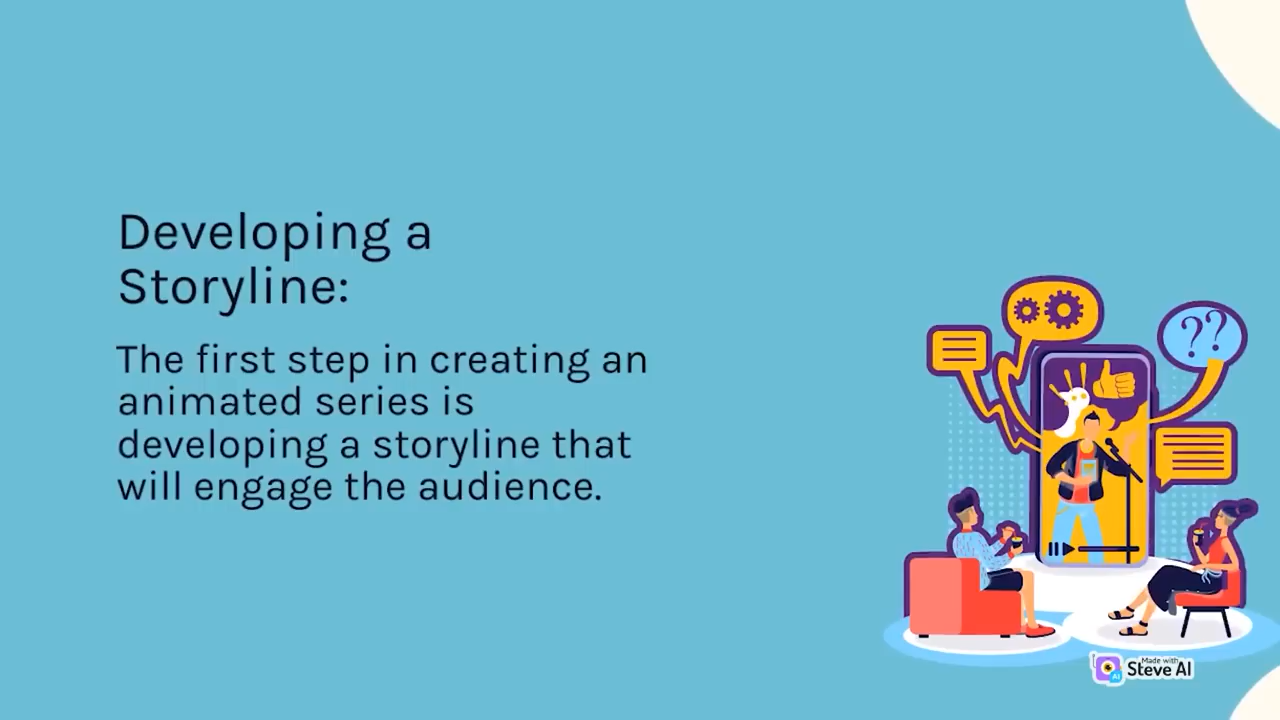 Developing a
Storyline:
The first step in creating an
animated series is
developing a storyline that
will engage the audience.
??
Made with
AI
Steve AI